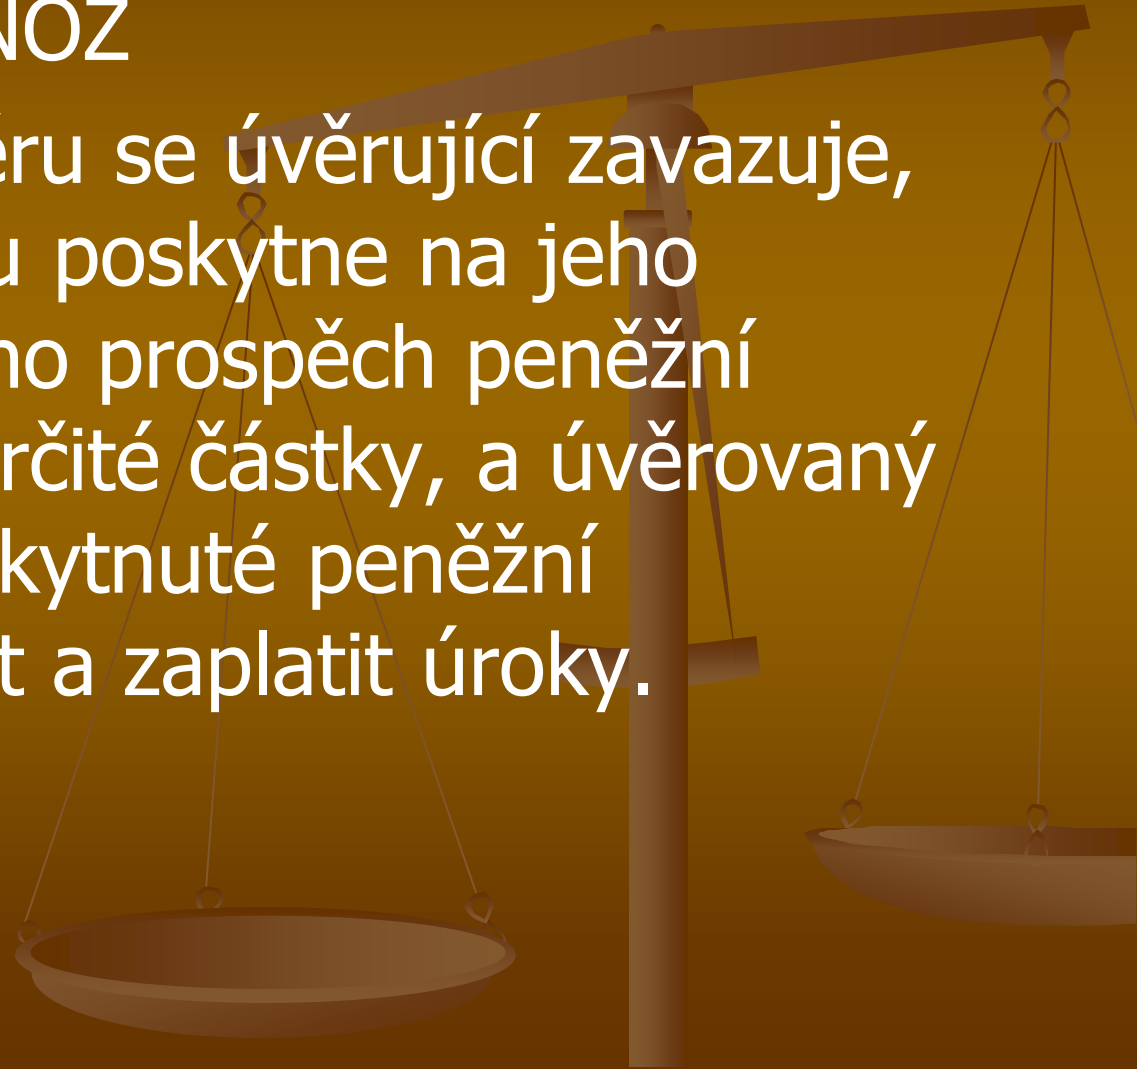 NOZ
ěru se úvěrující zavazuje,
u poskytne na jeho
ho prospěch peněžní
rčité částky, a úvěrovaný
kytnuté peněžní
t a zaplatit úroky.